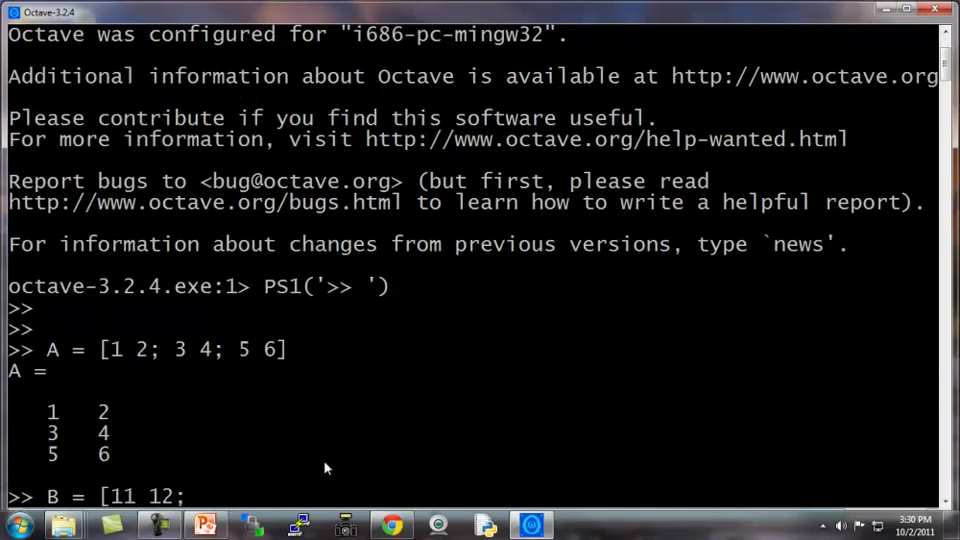 Octave-3.2.4
Octave was configured for "i686-pc-mingw32".
Additional information about Octave is available at http://www.octave.org
Please contribute if you find this software useful.
For more information, visit http://www.octave.org/help-wanted.html
Report bugs to <bug@octave.org> (but first, please read
http://www.octave.org/bugs.html to learn how to write a helpful report).
For information about changes from previous versions, type `news'.
octave-3.2.4.exe:1> PS1('>> ')
>>
>>
>> A = [1 2; 3 4; 5 6]
A =
1 2
3 4
5 6
>> B = [11 12;
3:30 PM
10/2/2011